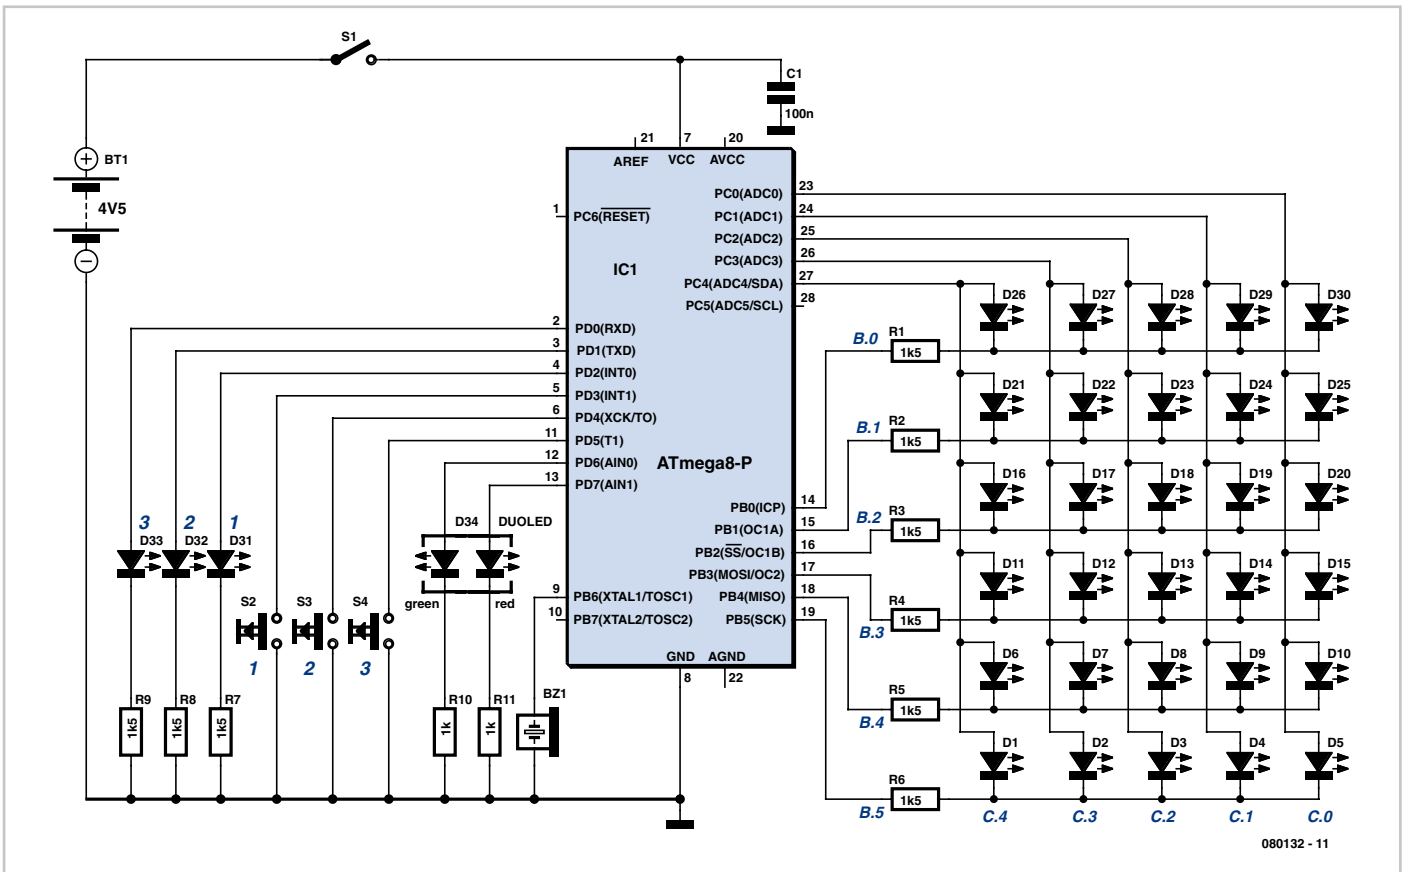 S1
C1
100n
BT1
4V5
21
7
20
AREF
VCC
AVCC
1
PC6(RESET)
IC1
ATmega8-P
PC0(ADC0)
23
PC1(ADC1)
24
PC2(ADC2)
25
PC3(ADC3)
26
PC4(ADC4/SDA)
27
PC5(ADC5/SCL)
28
2
PD0(RXD)
3
PD1(TXD)
4
PD2(INT0)
5
PD3(INT1)
6
PD4(XCK/TO)
11
PD5(T1)
12
PD6(AIN0)
13
PD7(AIN1)
PB0(ICP)
14
PB1(OC1A)
15
PB2(SS/OC1B)
16
PB3(MOSI/OC2)
17
PB4(MISO)
18
PB5(SCK)
19
9
PB6(XTAL1/TOSC1)
10
PB7(XTAL2/TOSC2)
GND
AGND
8
22
3
2
1
D33
D32
D31
D34
DUOLED
green
red
S2
S3
S4
1
2
3
R9
1k5
R8
1k5
R7
1k5
R10
1k
R11
1k
BZ1
B.0
R1
1k5
D26
D27
D28
D29
D30
B.1
R2
1k5
D21
D22
D23
D24
D25
B.2
R3
1k5
D16
D17
D18
D19
D20
B.3
R4
1k5
D11
D12
D13
D14
D15
B.4
R5
1k5
D6
D7
D8
D9
D10
B.5
R6
1k5
D1
D2
D3
D4
D5
C.4
C.3
C.2
C.1
C.0
080132 - 11